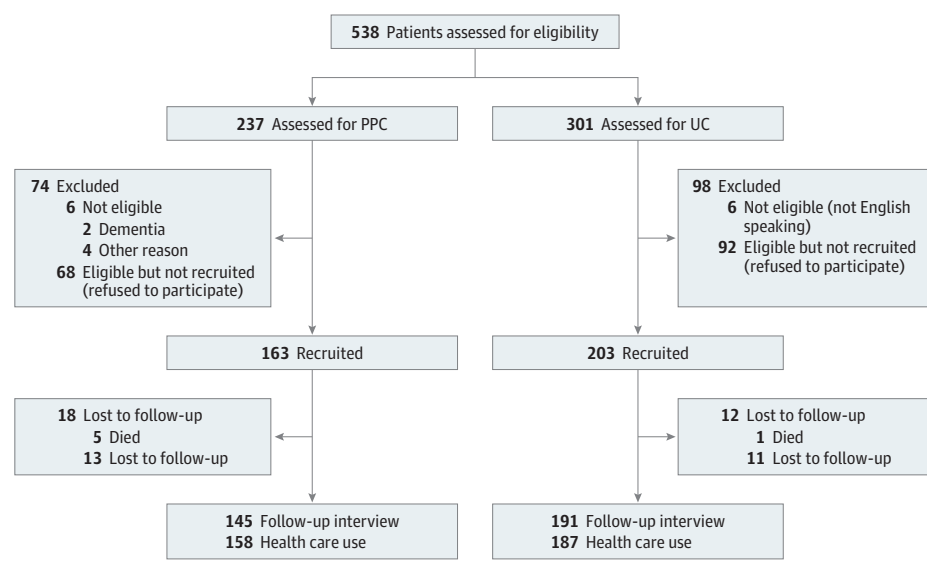 538 Patients assessed for eligibility
237 Assessed for PPC
301 Assessed for UC
74 Excluded
6 Not eligible
2 Dementia
4 Other reason
68 Eligible but not recruited
(refused to participate)
98 Excluded
6 Not eligible (not English
speaking)
92 Eligible but not recruited
(refused to participate)
163 Recruited
203 Recruited
18 Lost to follow-up
5 Died
13 Lost to follow-up
12 Lost to follow-up
1 Died
11 Lost to follow-up
145 Follow-up interview
158 Health care use
191 Follow-up interview
187 Health care use